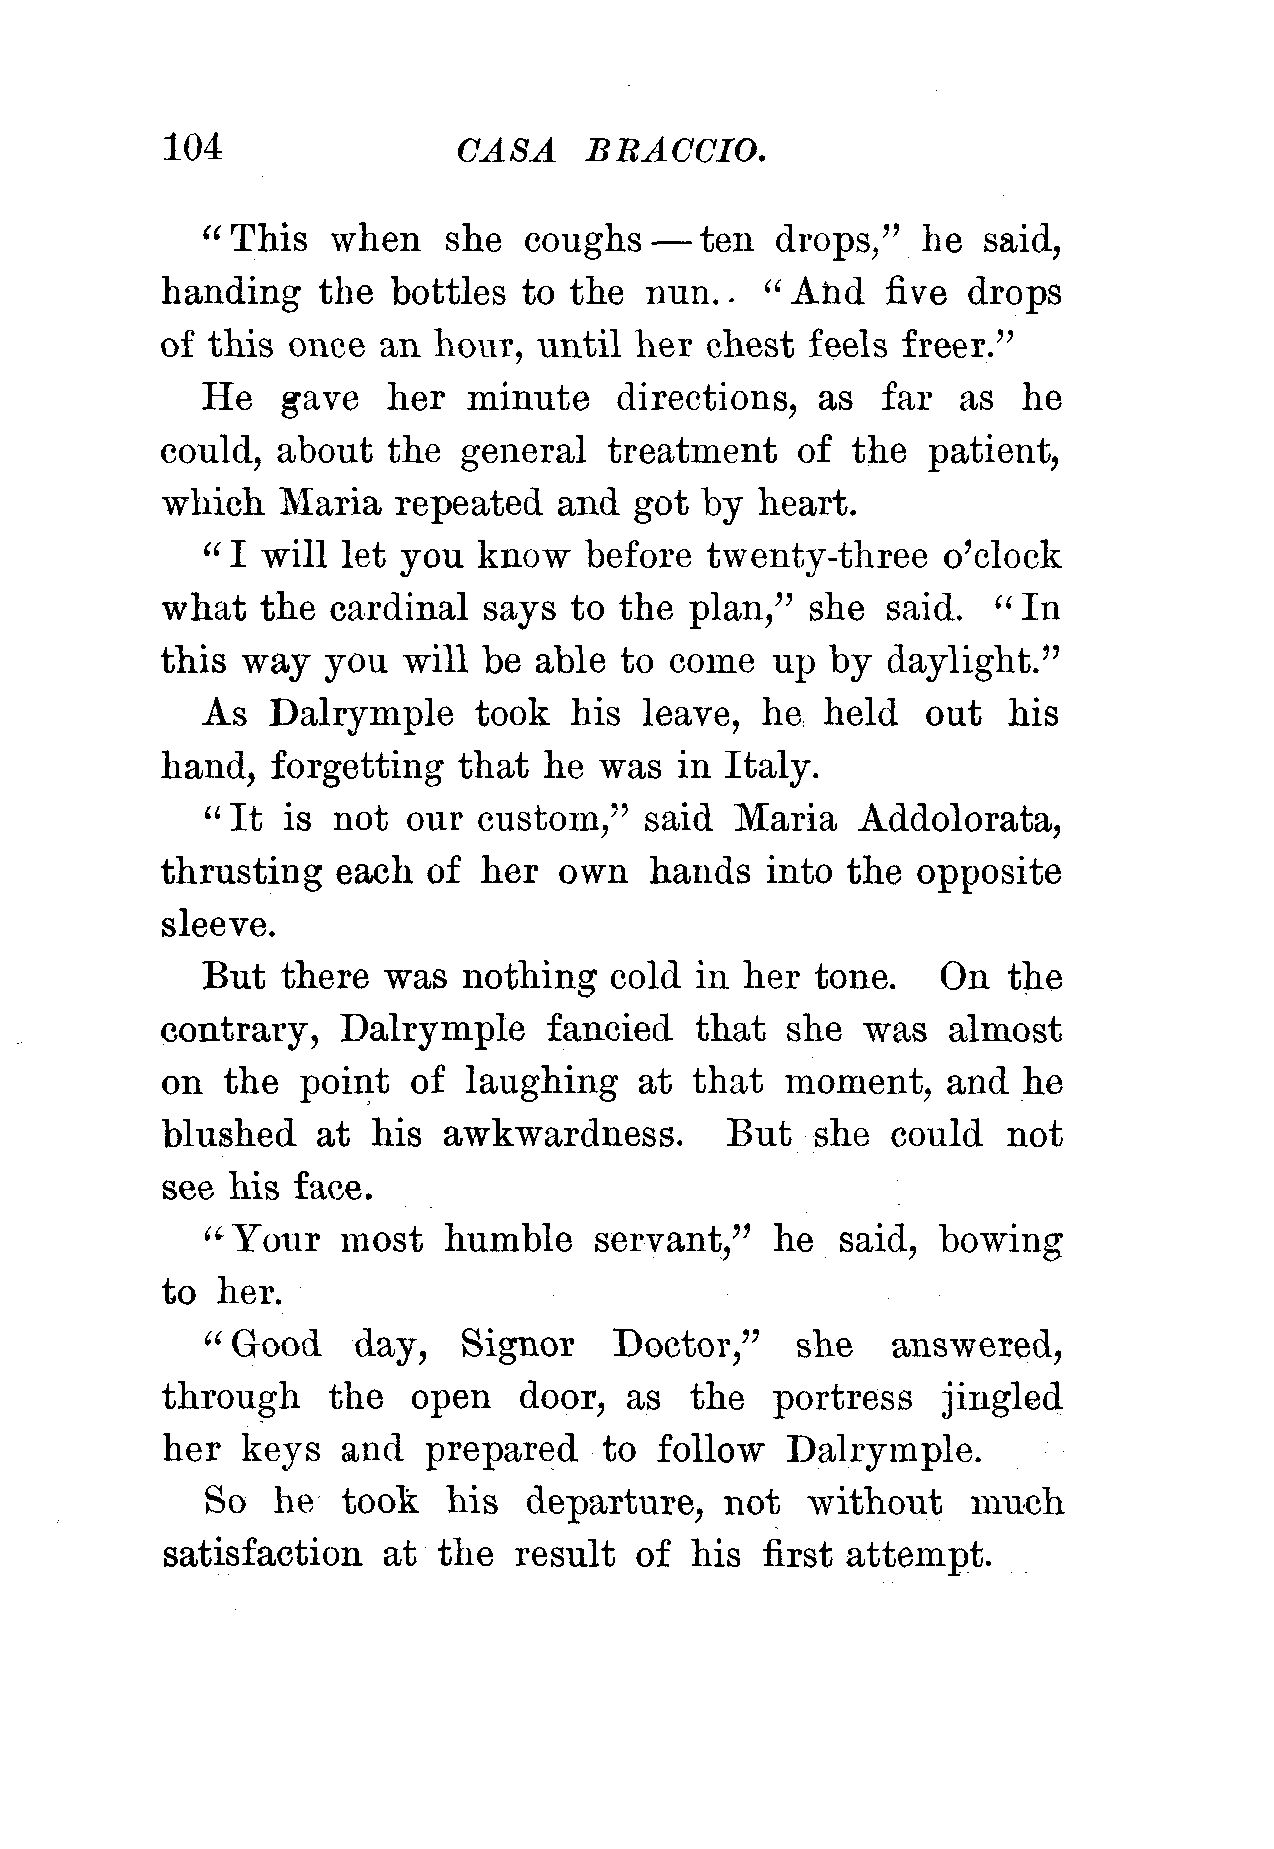 104 CASA BRACCIO.
“This when she coughs — ten drops,” he said,
handing the bottles to the nun. “And five drops
of this once an hour, until her chest feels freer.”
He gave her minute directions, as far as he
could, about the general treatment of the patient,
which Maria repeated and got by heart.
“I will let you know before twenty-three o’clock
what the cardinal says to the plan,” she said. “In
this way you will be able to come up by daylight.”
As Dalrymple took his leave, he held out his
hand, forgetting that he was in Italy.
“It is not our custom,” said Maria Addolorata,
thrusting each of her own hands into the opposite
sleeve.
But there was nothing cold in her tone. On the
contrary, Dalrymple fancied that she was almost
on the point of laughing at that moment, and he
blushed at his awkwardness. But she could not
see his face.
“Your most humble servant,” he said, bowing
to her.
“Good day, Signor Doctor,” she answered,
through the open door, as the portress jingled
her keys and prepared to follow Dalrymple.
So he took his departure, not without much
satisfaction at the result of his first attempt.